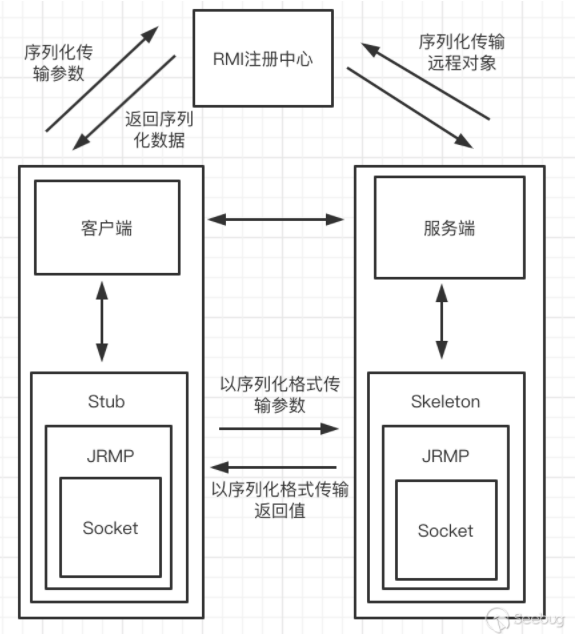 RMI注册中心
序列化传
输参数
序列化传输
远程对象
返回序列
化数据
客户端
服务端
以序列化格式传
输参数
Stub
Skeleton
JRMP
JRMP
以序列化格式传输
返回值
Socket
Socket
Seebug